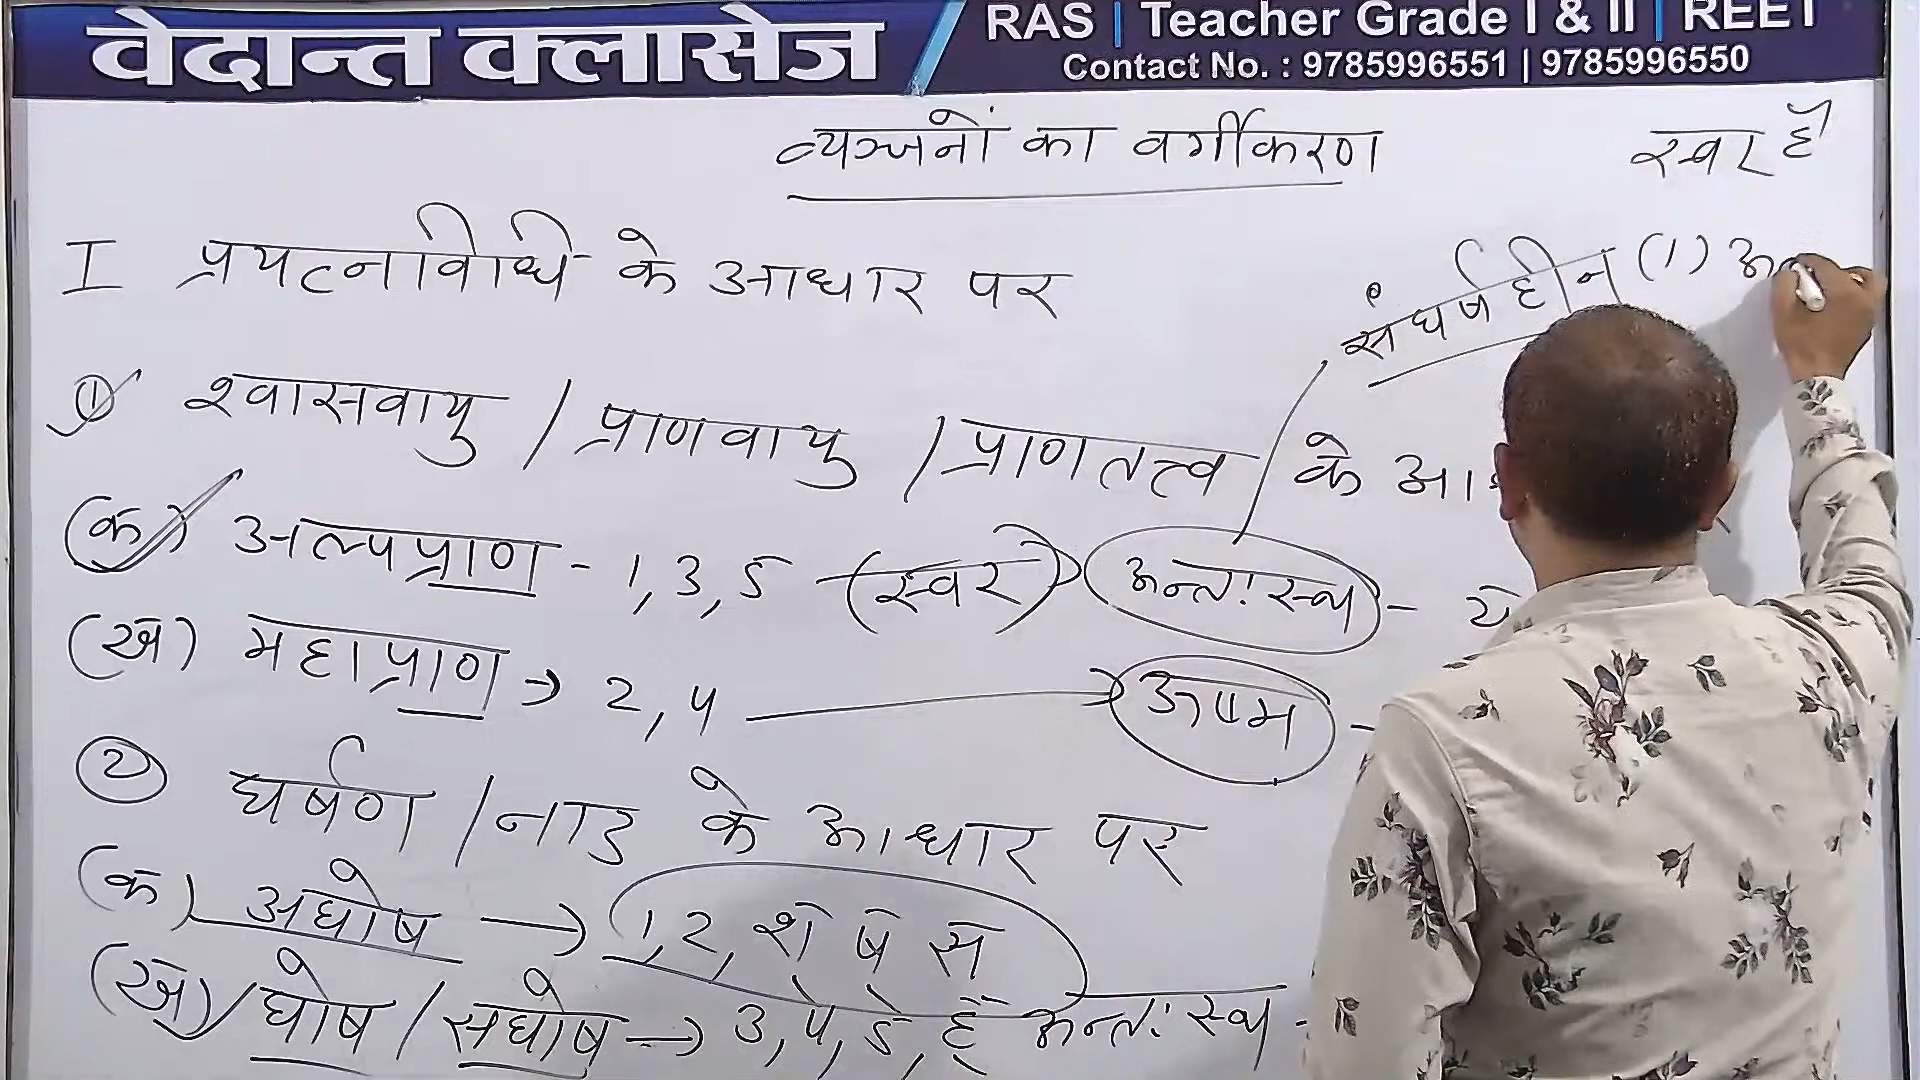 वेदान्त क्लासेज
RAS | Teacher Grade I & II | REET
Contact No. : 9785996551 | 9785996550
व्यञ्जनों का वर्गीकरण
स्वर है
I प्रयत्नविधि के आधार पर
संघर्षहीन (1)
① श्वासवायु / प्राणवायु / प्राणतत्त्व के
(क) अल्पप्राण - 1, 3, 5 (स्वर) अन्तःस्थ - य
(ख) महाप्राण → 2, 4 → ऊष्म -
② घर्षण / नाद के आधार पर
(क) अघोष → 1, 2, श ष स
(ख) घोष / सघोष → 3, 4, 5, ह अन्तःस्थ -